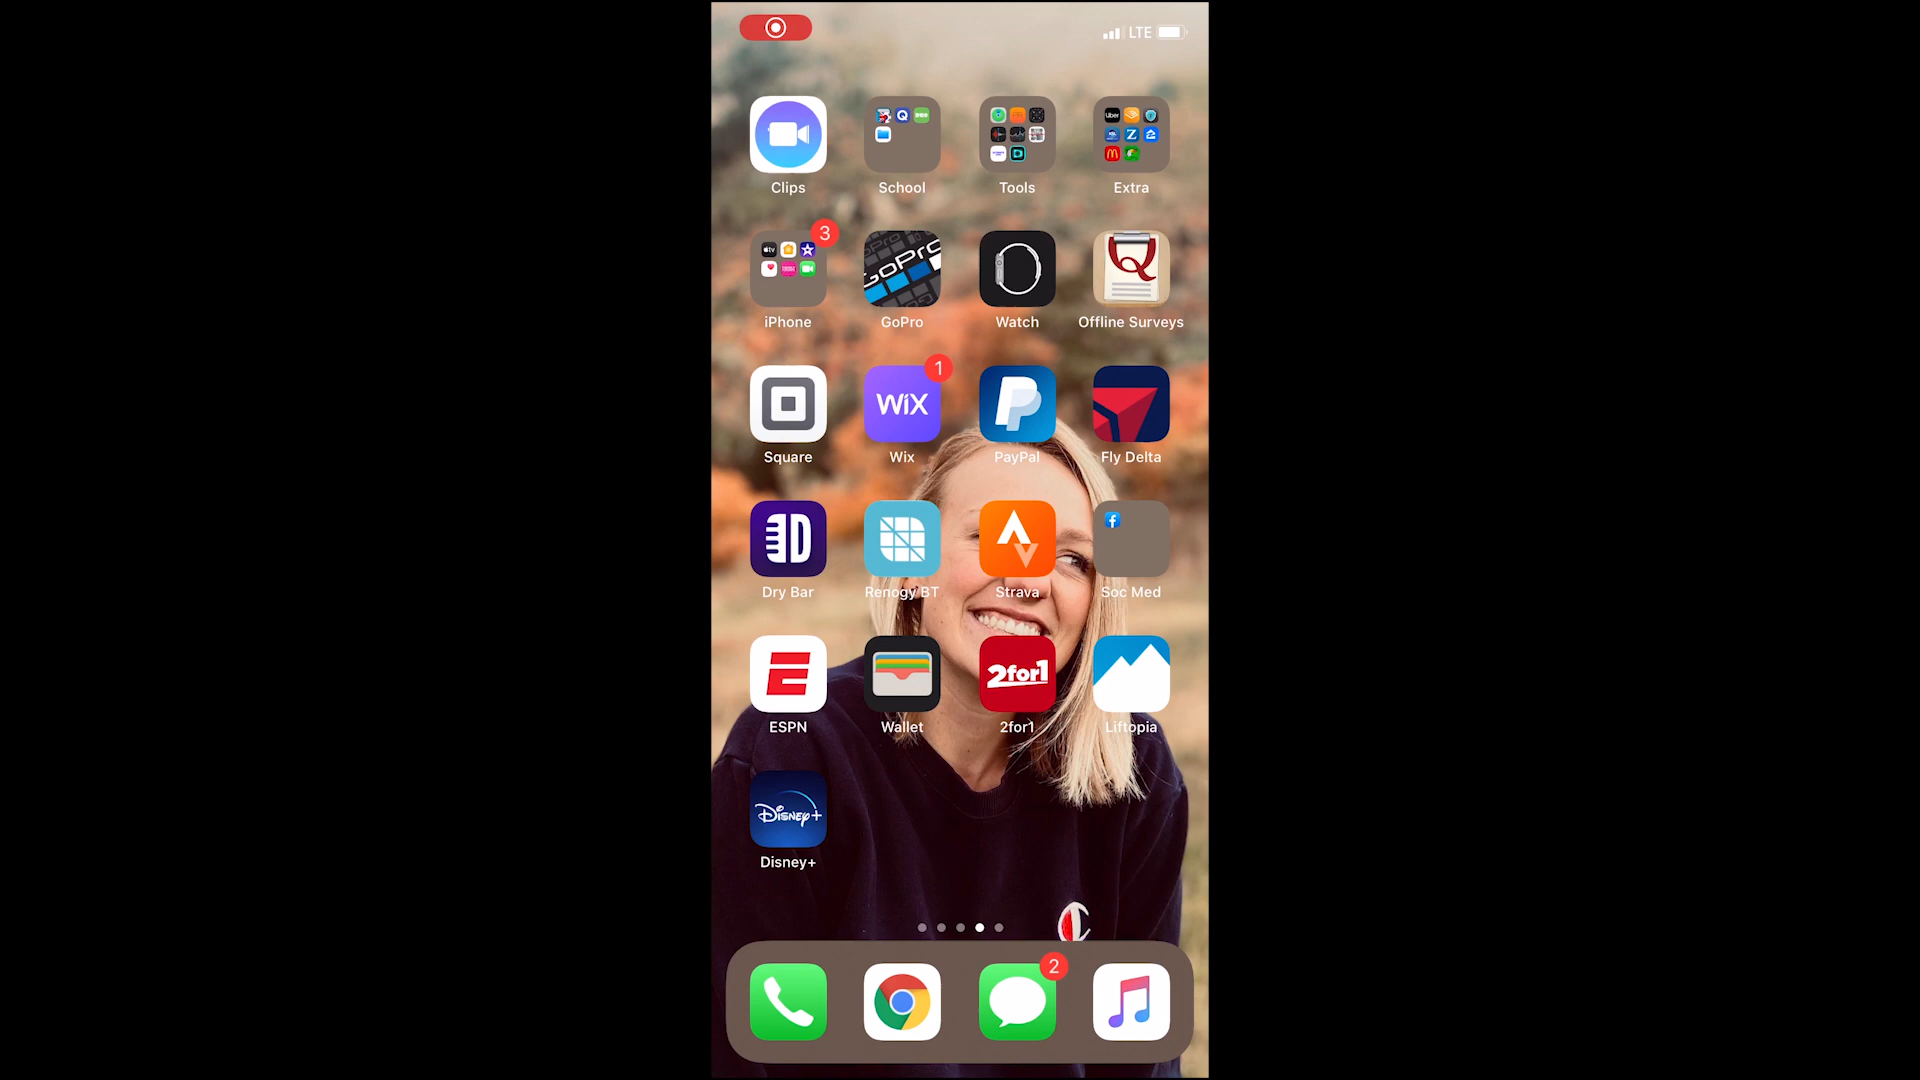 LTE
Clips
School
Tools
Extra
3
iPhone
GoPro
GoPro
Watch
Q
Offline Surveys
Square
1
WiX
Wix
PayPal
Fly Delta
Dry Bar
Renogy BT
Strava
Soc Med
ESPN
Wallet
2for1
2for1
Liftopia
Disney+
Disney+
2